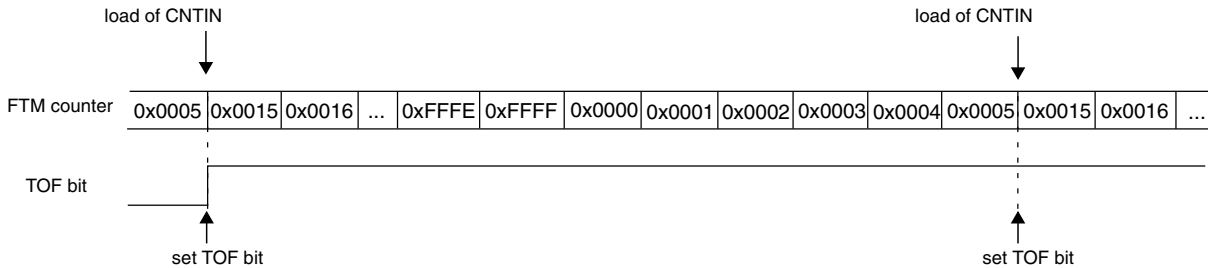 load of CNTIN load of CNTIN
FTM counter 0x0005 0x0015 0x0016 ... 0xFFFE 0xFFFF 0x0000 0x0001 0x0002 0x0003 0x0004 0x0005 0x0015 0x0016 ...
TOF bit
set TOF bit set TOF bit